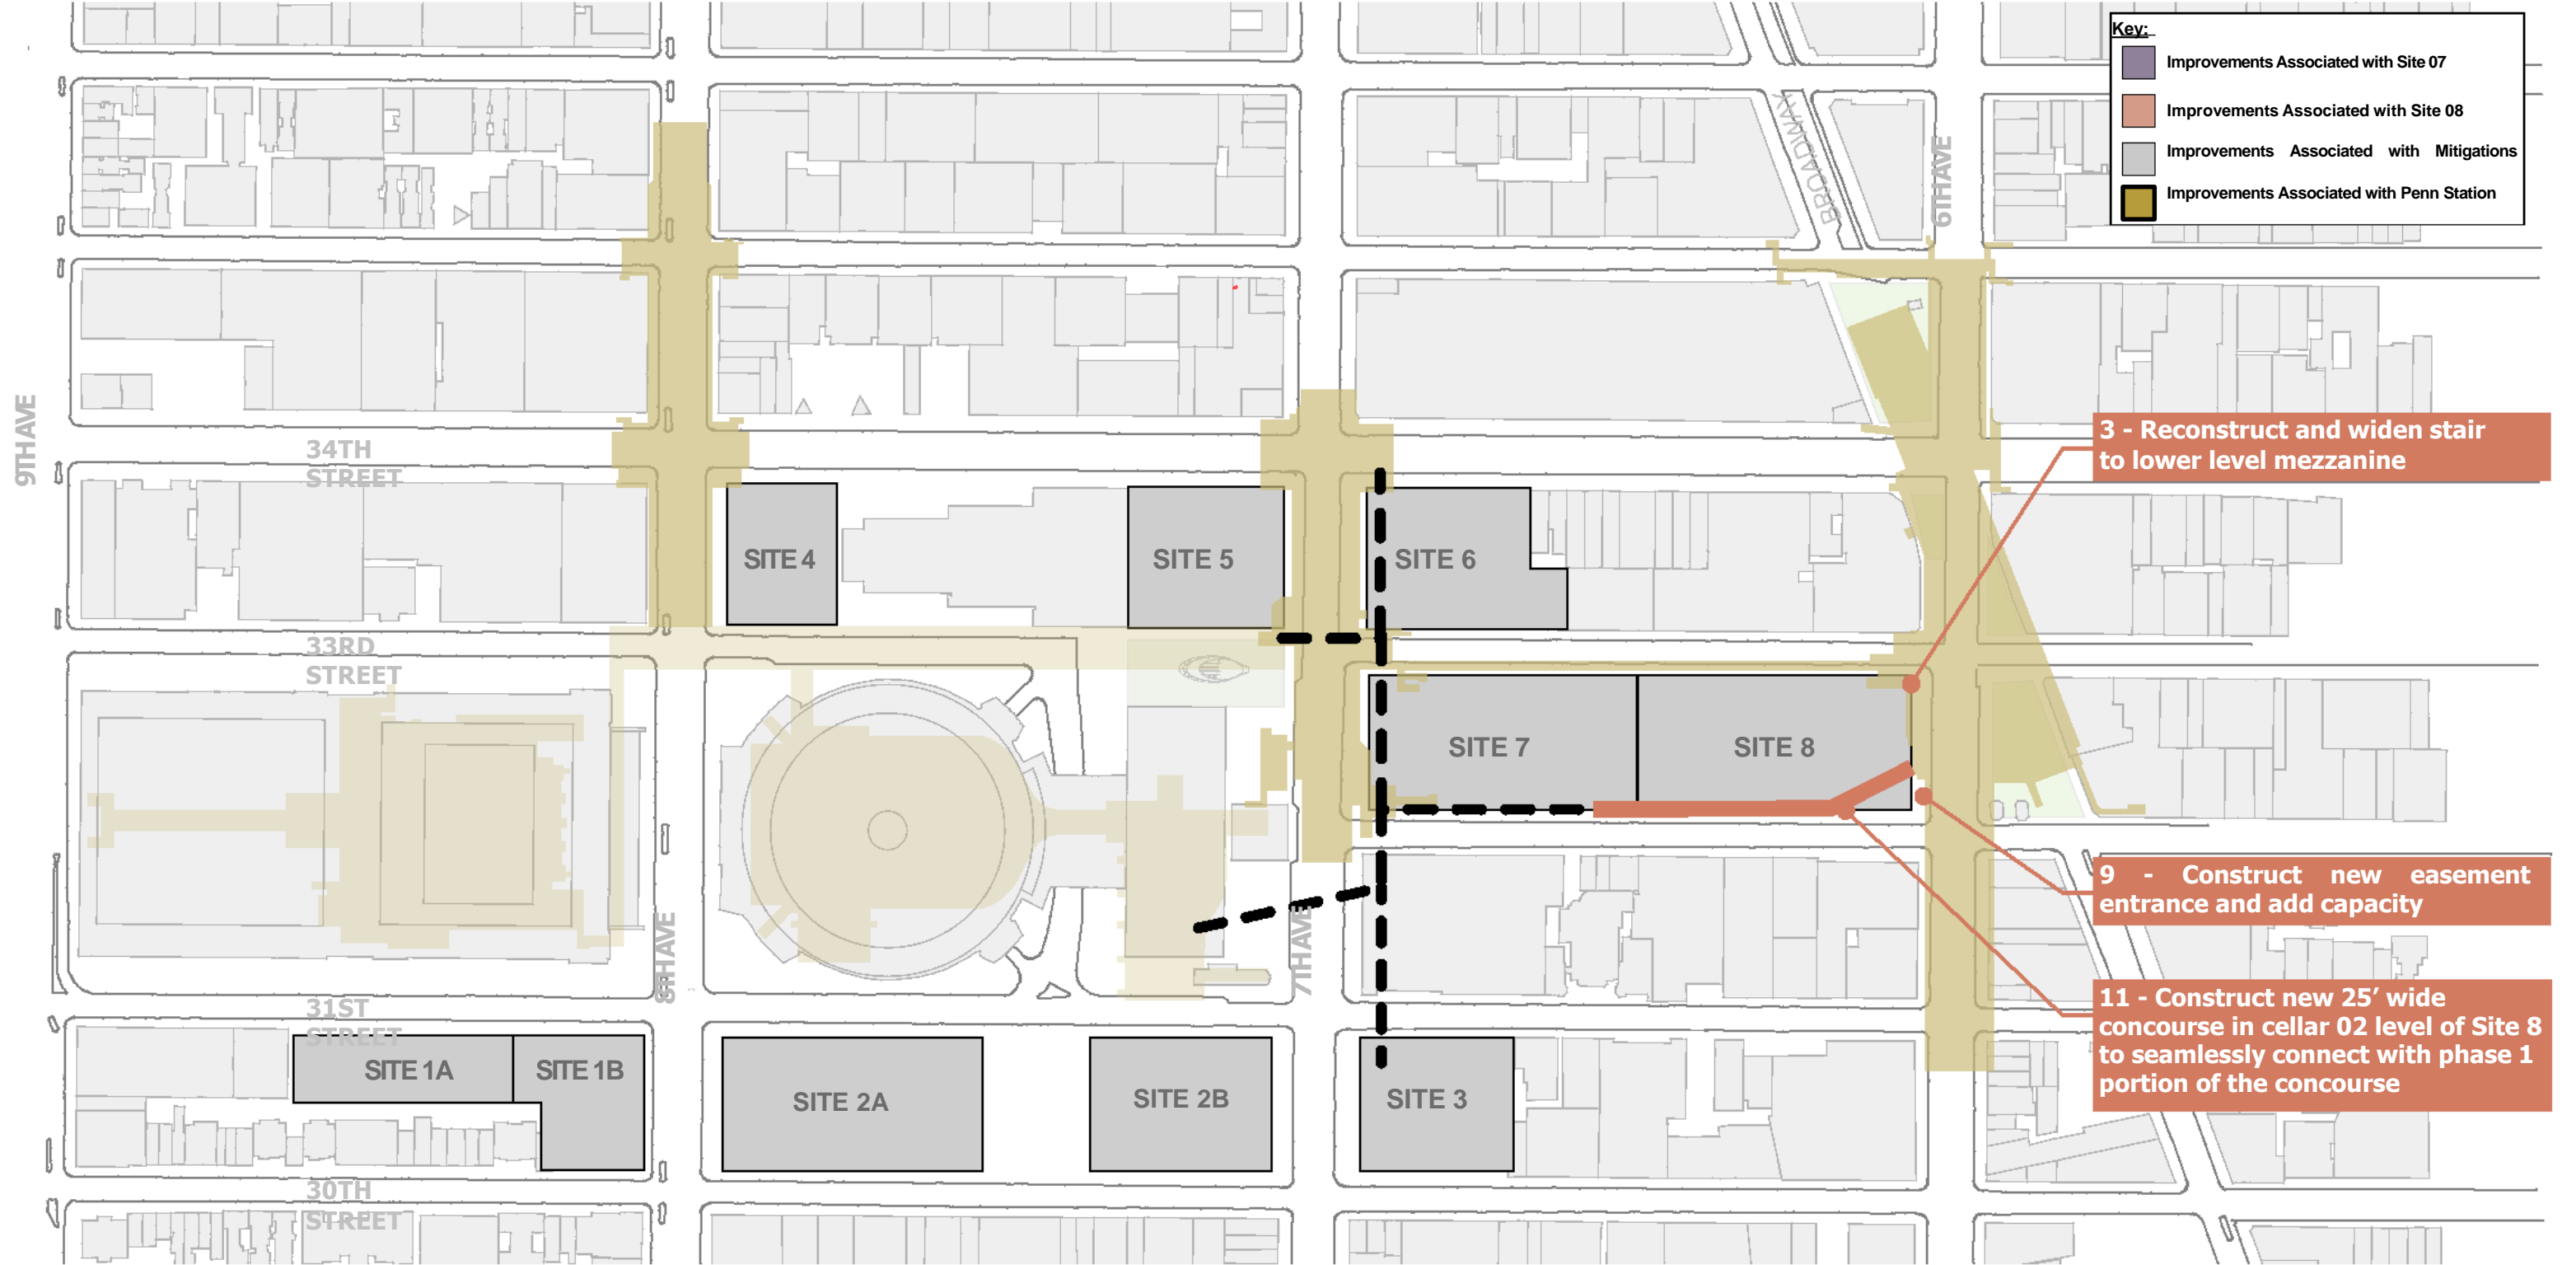 Key:
Improvements Associated with Site 07
Improvements Associated with Site 08
Improvements Associated with Mitigations
Improvements Associated with Penn Station
BROADWAY
6TH AVE
9TH AVE
34TH
STREET
3 - Reconstruct and widen stair
to lower level mezzanine
SITE 4
SITE 5
SITE 6
33RD
STREET
SITE 7
SITE 8
9 - Construct new easement
entrance and add capacity
8TH AVE
7TH AVE
11 - Construct new 25’ wide
concourse in cellar 02 level of Site 8
to seamlessly connect with phase 1
portion of the concourse
31ST
STREET
SITE 1A
SITE 1B
SITE 2A
SITE 2B
SITE 3
30TH
STREET